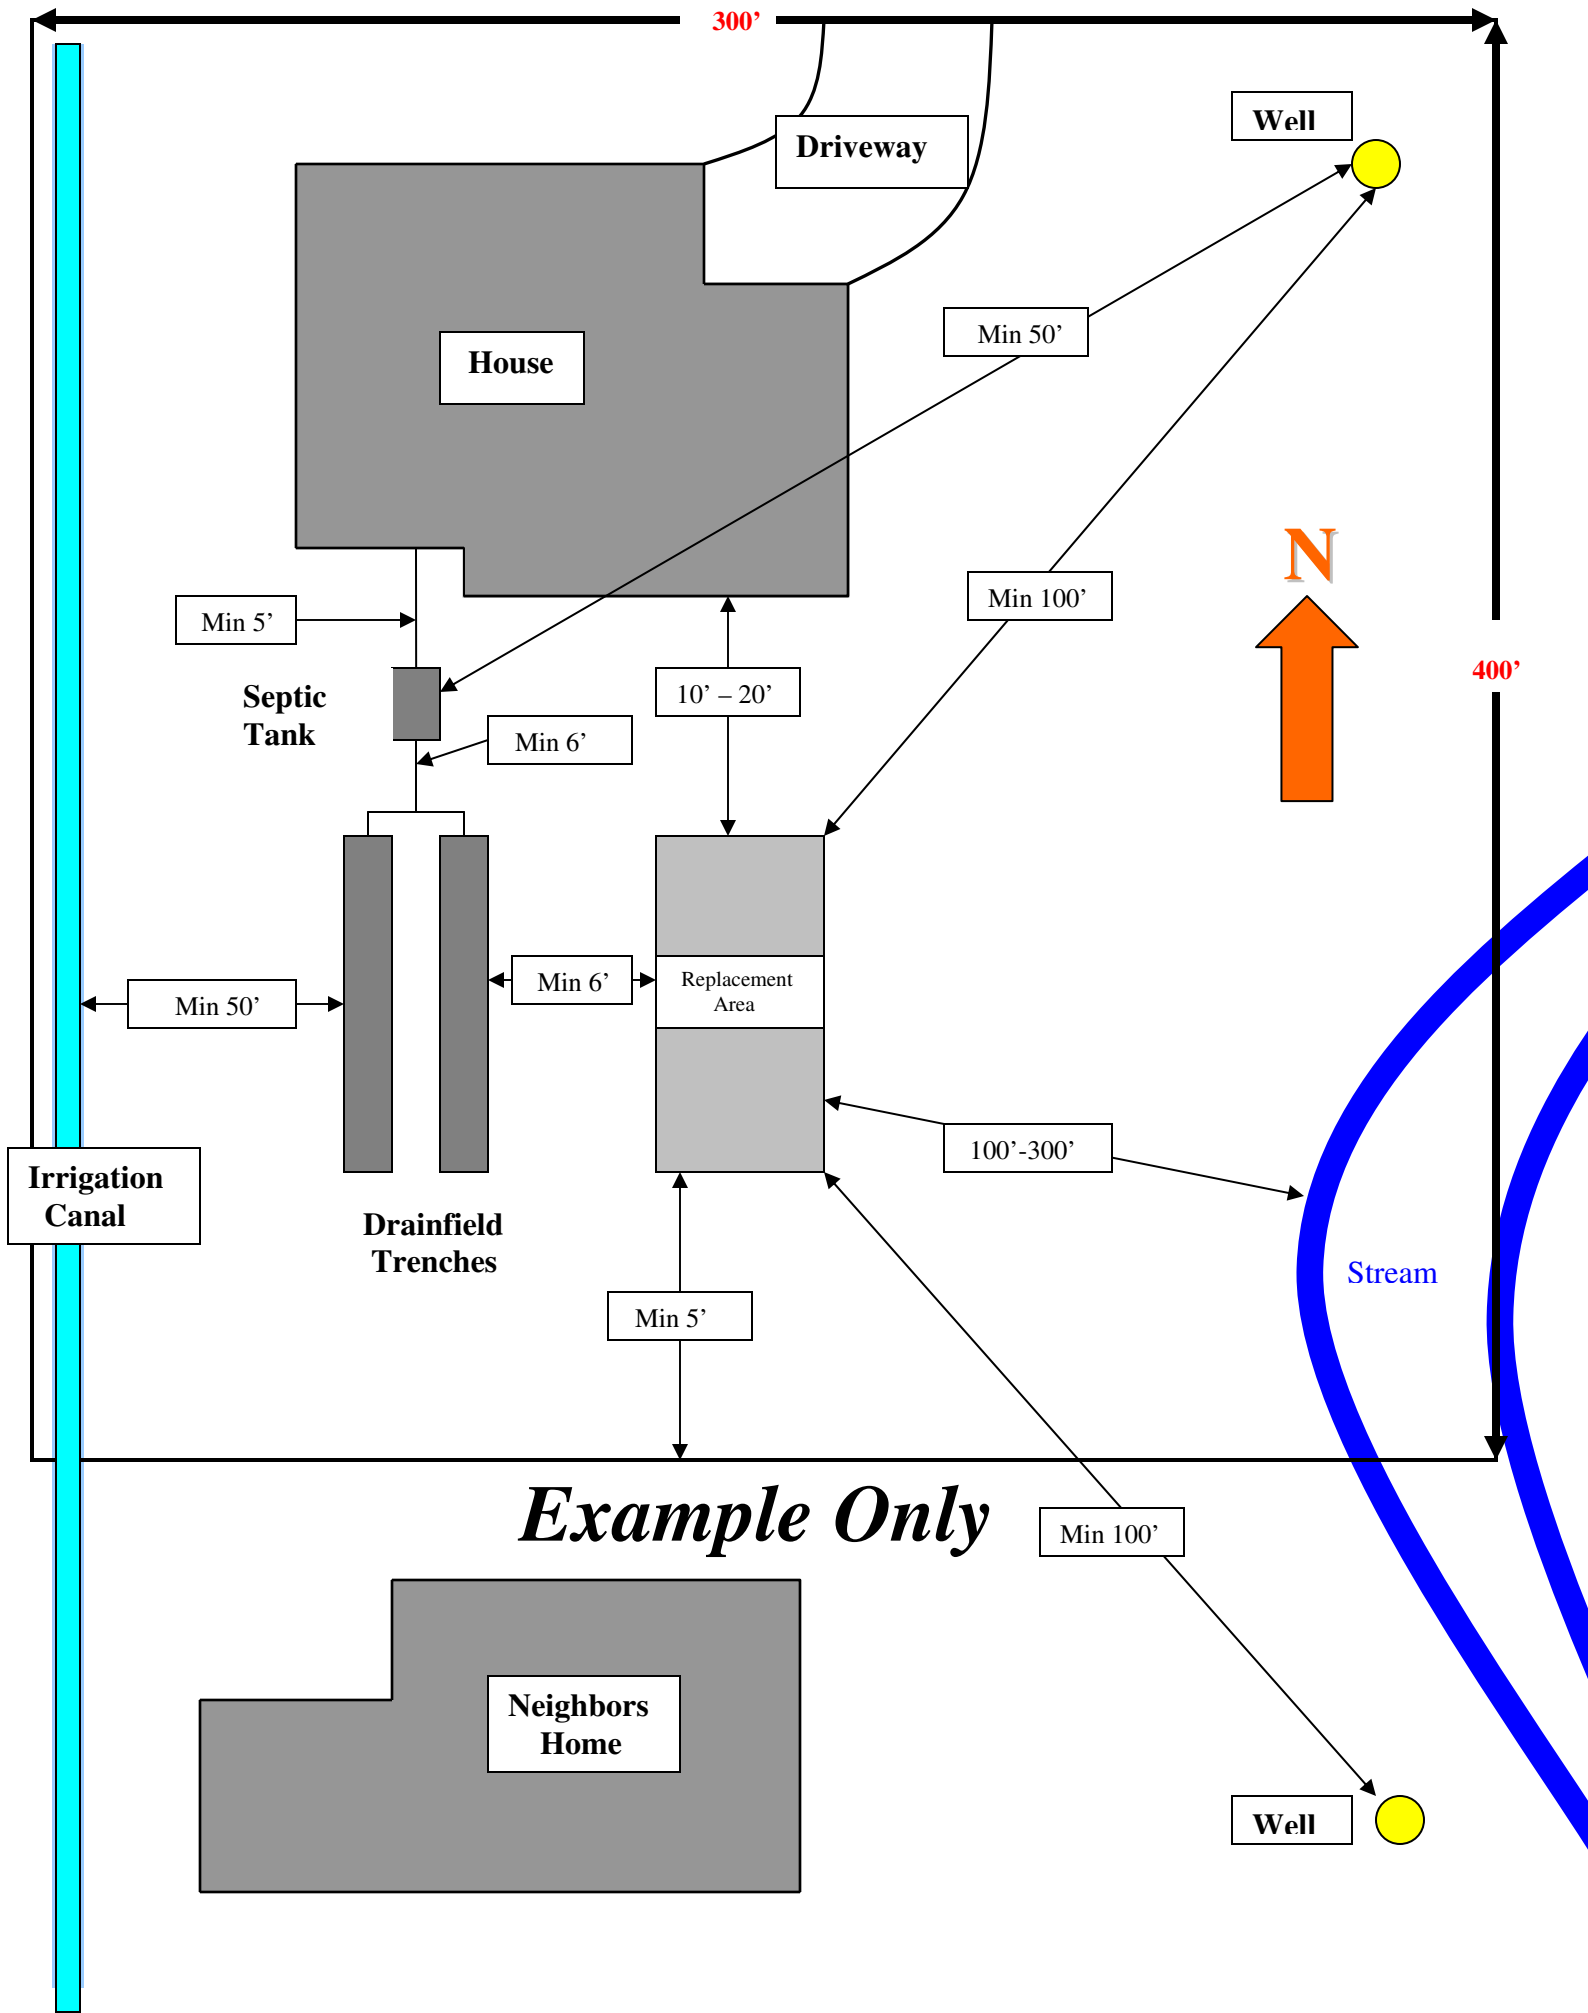 300’
Well
Driveway
Min 50’
House
N
Min 100’
Min 5’
400’
Septic
Tank
10’ – 20’
Min 6’
Replacement
Area
Min 6’
Min 50’
100’-300’
Irrigation
Canal
Drainfield
Trenches
Stream
Min 5’
Example Only
Min 100’
Neighbors
Home
Well